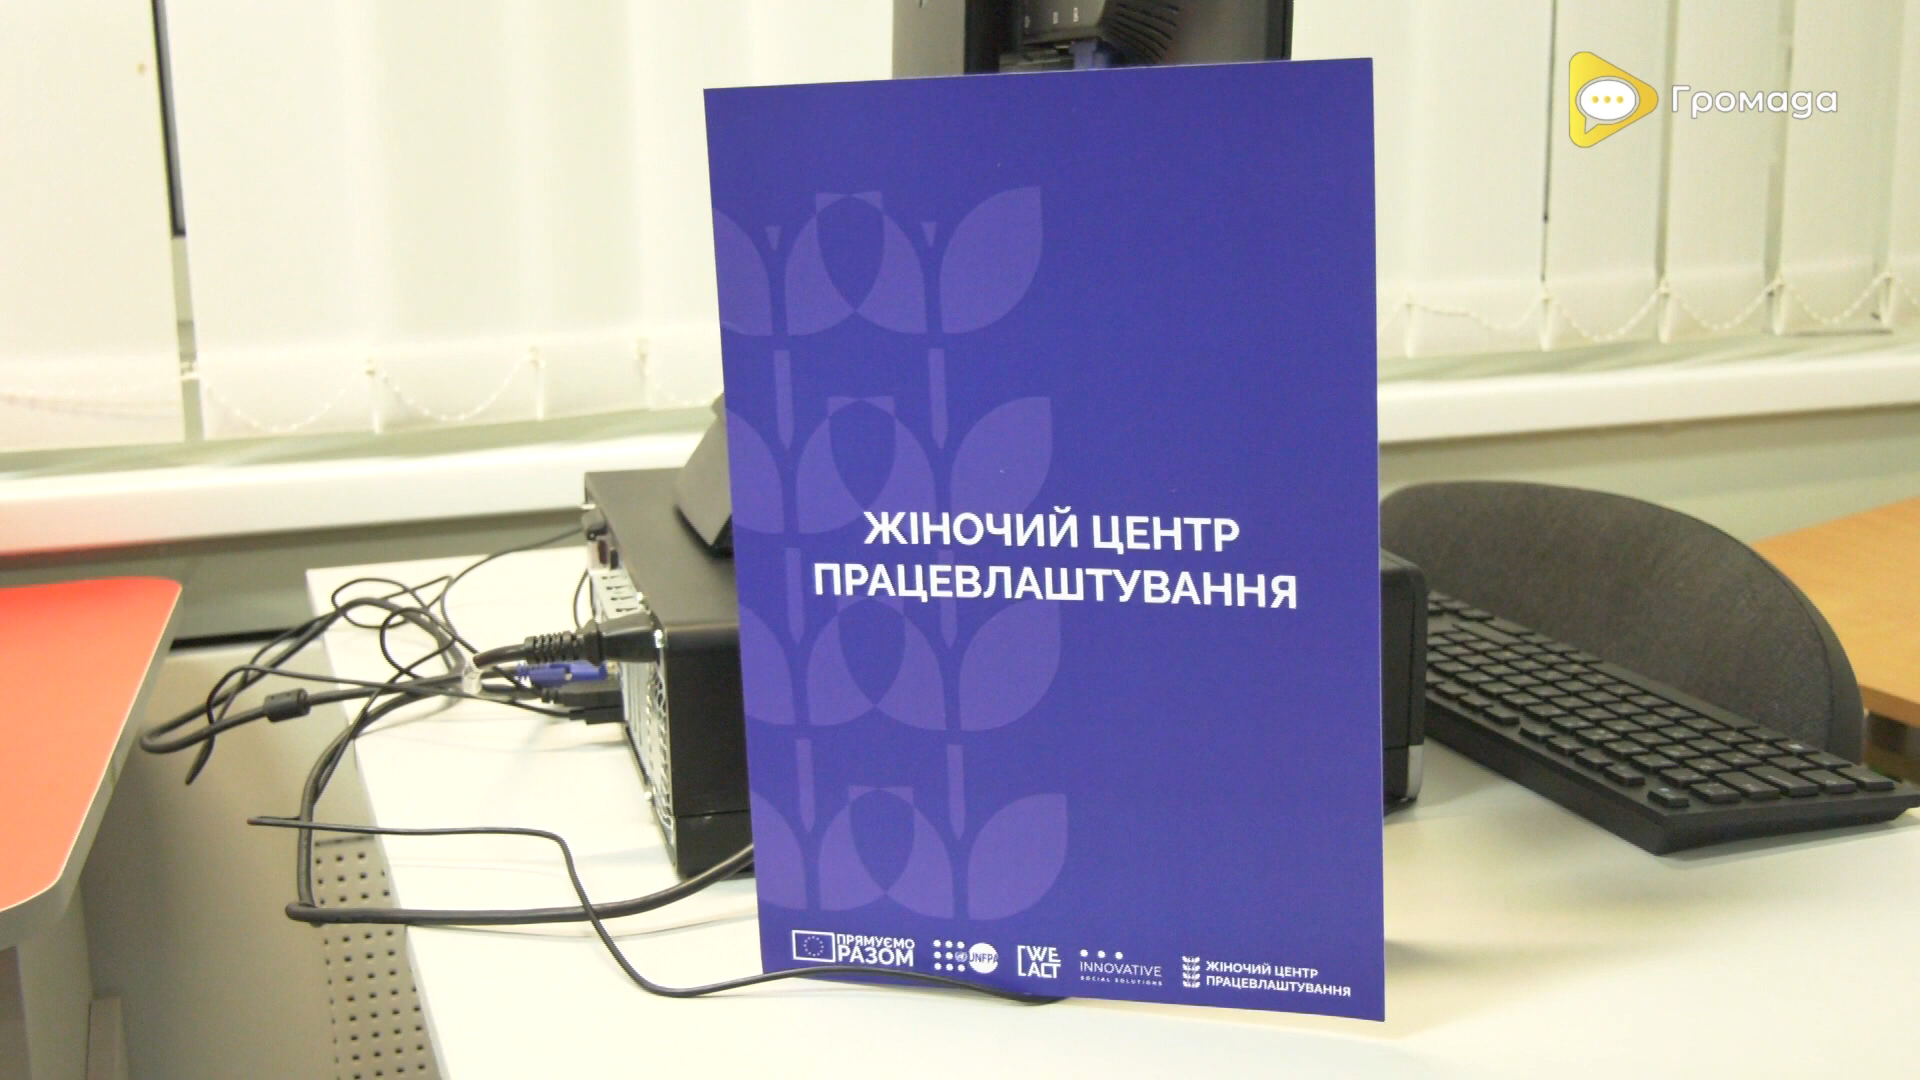 Громада
ЖІНОЧИЙ ЦЕНТР
ПРАЦЕВЛАШТУВАННЯ
ПРЯМУЄМО
РАЗОМ
UNFPA
WE
ACT
INNOVATIVE
SOCIAL SOLUTIONS
ЖІНОЧИЙ ЦЕНТР
ПРАЦЕВЛАШТУВАННЯ